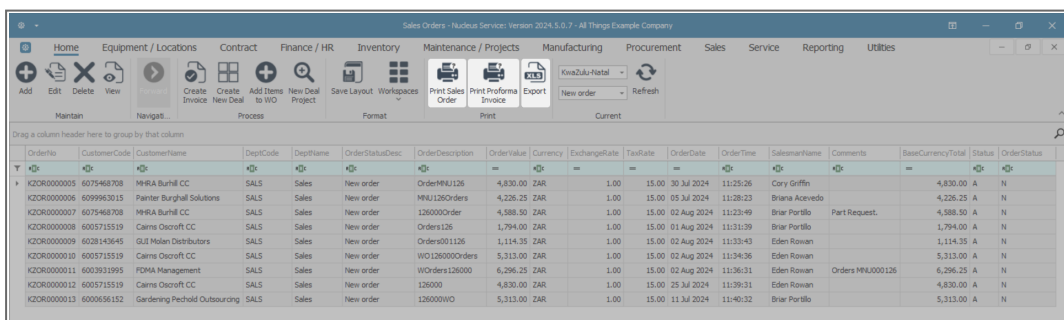 Sales Orders - Nucleus Service: Version 2024.5.0.7 - All Things Example Company
Home Equipment / Locations Contract Finance / HR Inventory Maintenance / Projects Manufacturing Procurement Sales Service Reporting Utilities
Add Edit Delete View Forward Create Invoice Create New Deal Add Items to WO New Deal Project Save Layout Workspaces Print Sales Order Print Proforma Invoice XLS Export KwaZulu-Natal New order Refresh
Maintain Navigati... Process Format Print Current
Drag a column header here to group by that column
OrderNo CustomerCode CustomerName DeptCode DeptName OrderStatusDesc OrderDescription OrderValue Currency ExchangeRate TaxRate OrderDate OrderTime SalesmanName Comments BaseCurrencyTotal Status OrderStatus
KZOR0000005 6075468708 MHRA Burhill CC SALS Sales New order OrderMNU126 4,830.00 ZAR 1.00 15.00 30 Jul 2024 11:25:26 Cory Griffin 4,830.00 A N
KZOR0000006 6099963015 Painter Burghall Solutions SALS Sales New order MNU126Orders 4,226.25 ZAR 1.00 15.00 05 Jul 2024 11:28:23 Briana Acevedo 4,226.25 A N
KZOR0000007 6075468708 MHRA Burhill CC SALS Sales New order 126000Order 4,588.50 ZAR 1.00 15.00 02 Aug 2024 11:23:49 Briar Portillo Part Request. 4,588.50 A N
KZOR0000008 6005715519 Cairns Oscroft CC SALS Sales New order Orders126 1,794.00 ZAR 1.00 15.00 01 Aug 2024 11:31:39 Briar Portillo 1,794.00 A N
KZOR0000009 6028143645 GUI Molan Distributors SALS Sales New order Orders001126 1,114.35 ZAR 1.00 15.00 02 Aug 2024 11:33:43 Eden Rowan 1,114.35 A N
KZOR0000010 6005715519 Cairns Oscroft CC SALS Sales New order WO126000Orders 5,313.00 ZAR 1.00 15.00 02 Aug 2024 11:34:36 Eden Rowan 5,313.00 A N
KZOR0000011 6003931995 FDMA Management SALS Sales New order WOrders126000 6,296.25 ZAR 1.00 15.00 02 Aug 2024 11:36:31 Eden Rowan Orders MNU000126 6,296.25 A N
KZOR0000012 6005715519 Cairns Oscroft CC SALS Sales New order 126000 4,830.00 ZAR 1.00 15.00 25 Jul 2024 11:39:31 Eden Rowan 4,830.00 A N
KZOR0000013 6000656152 Gardening Pechold Outsourcing SALS Sales New order 126000WO 5,313.00 ZAR 1.00 15.00 11 Jul 2024 11:40:32 Briar Portillo 5,313.00 A N